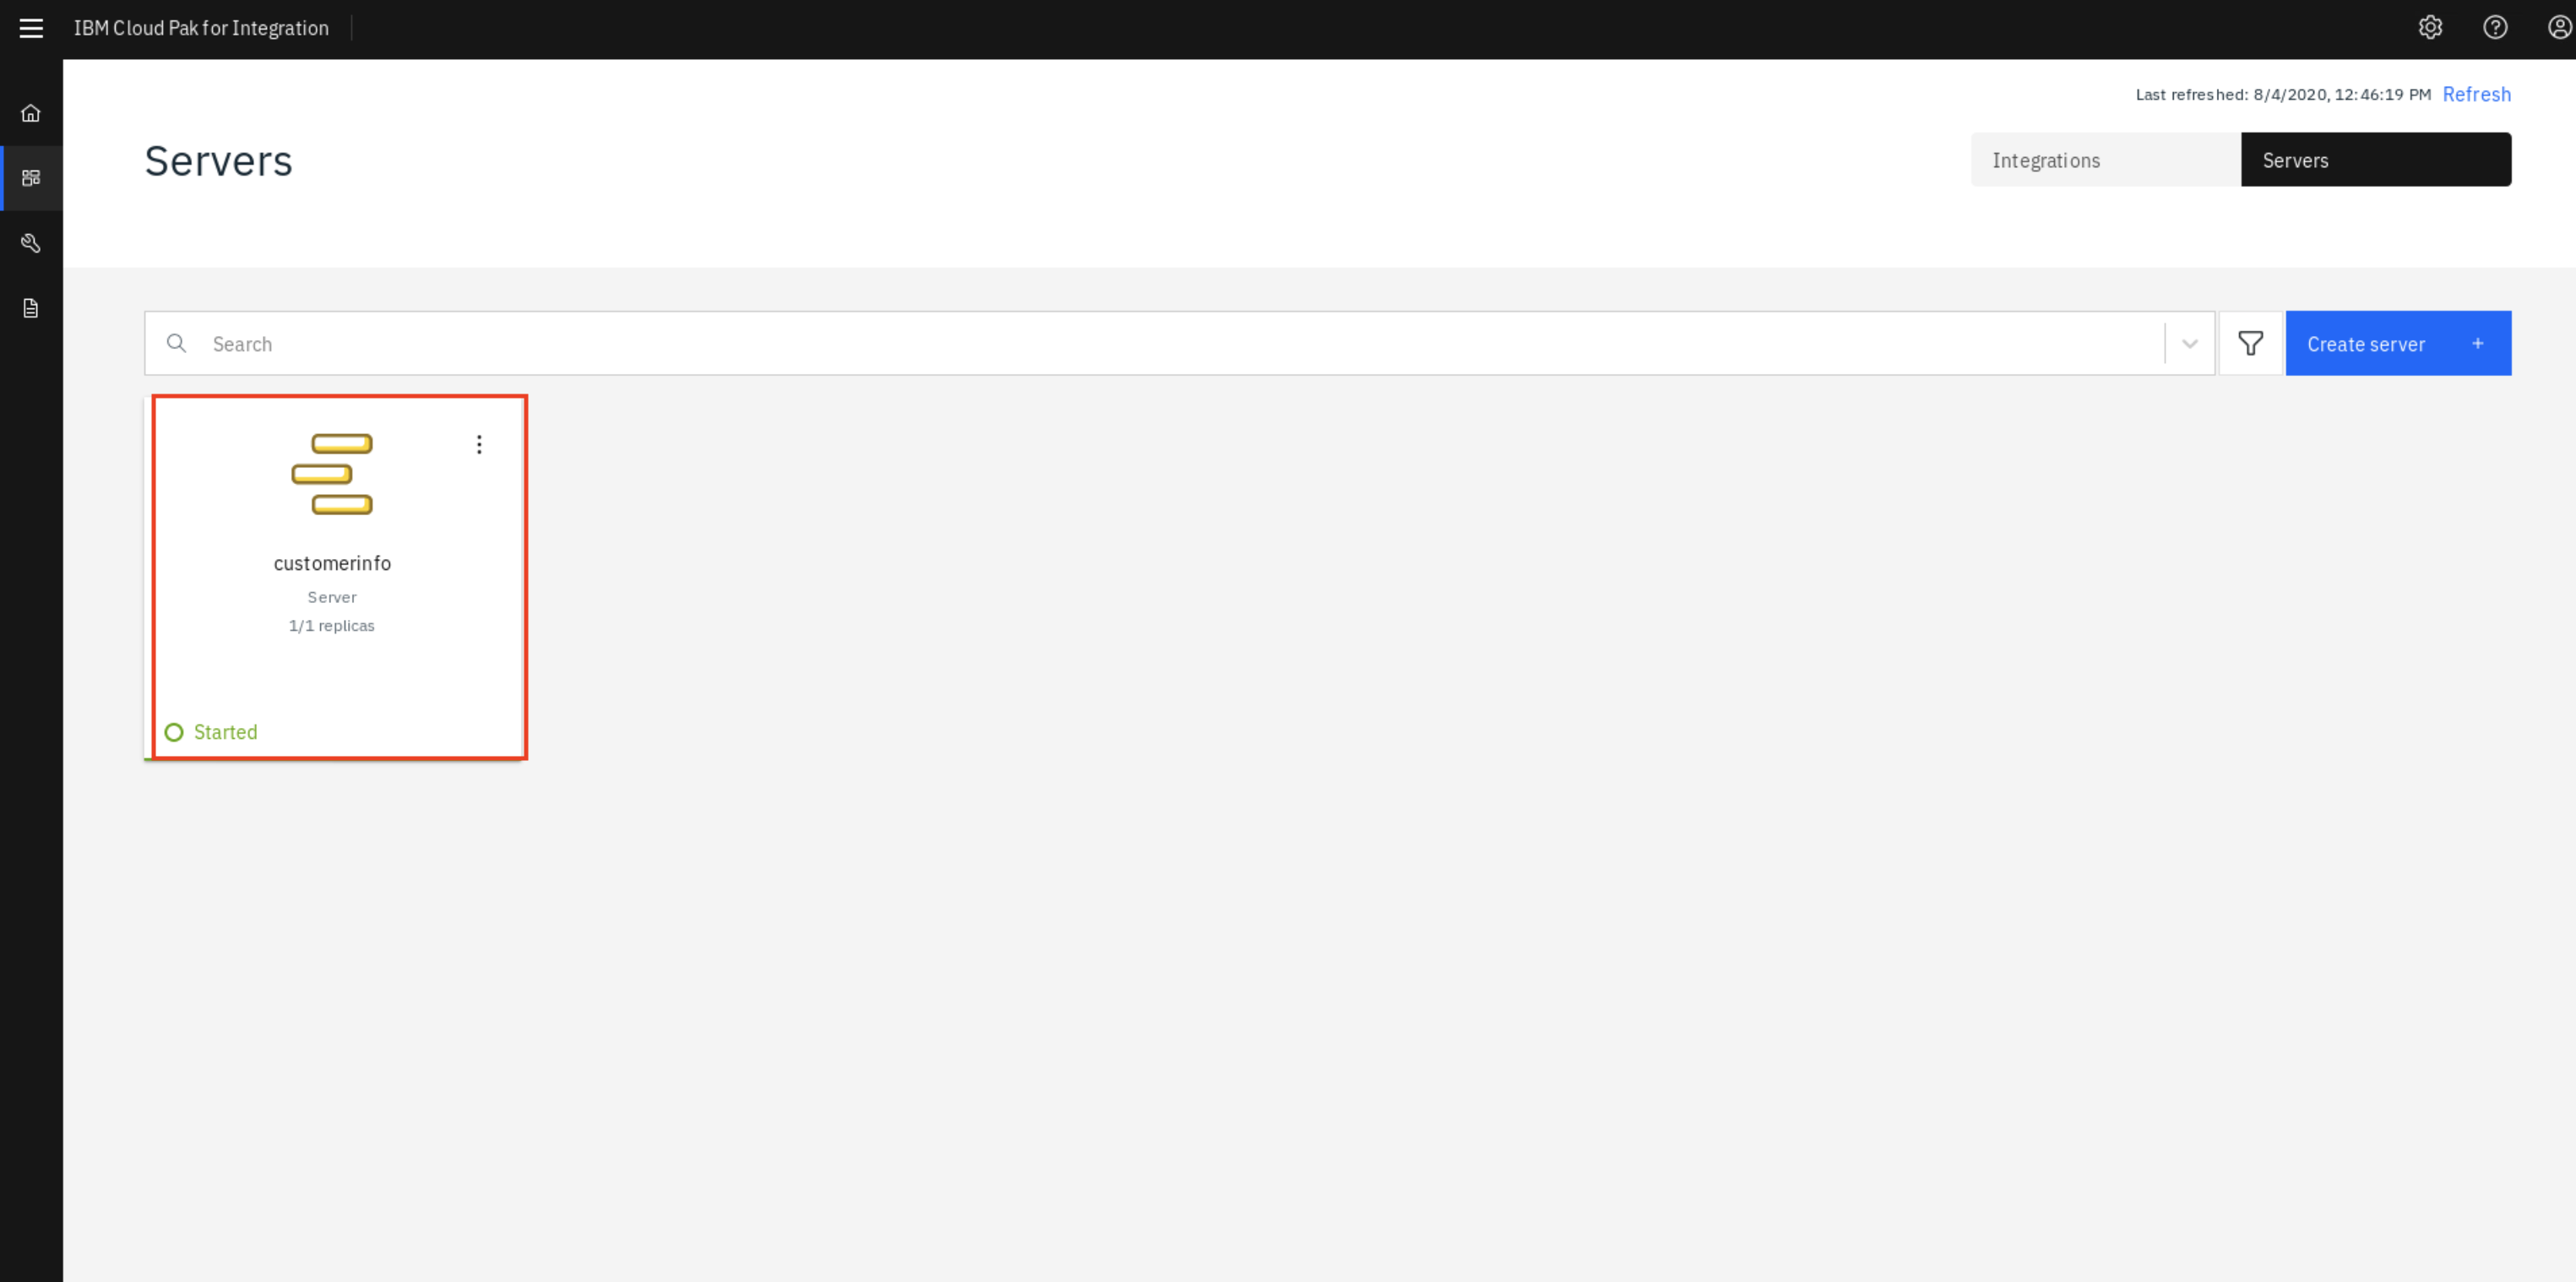 IBM Cloud Pak for Integration
Last refreshed: 8/4/2020, 12:46:19 PM Refresh
Servers
Integrations
Servers
Search
Create server +
customerinfo
Server
1/1 replicas
Started